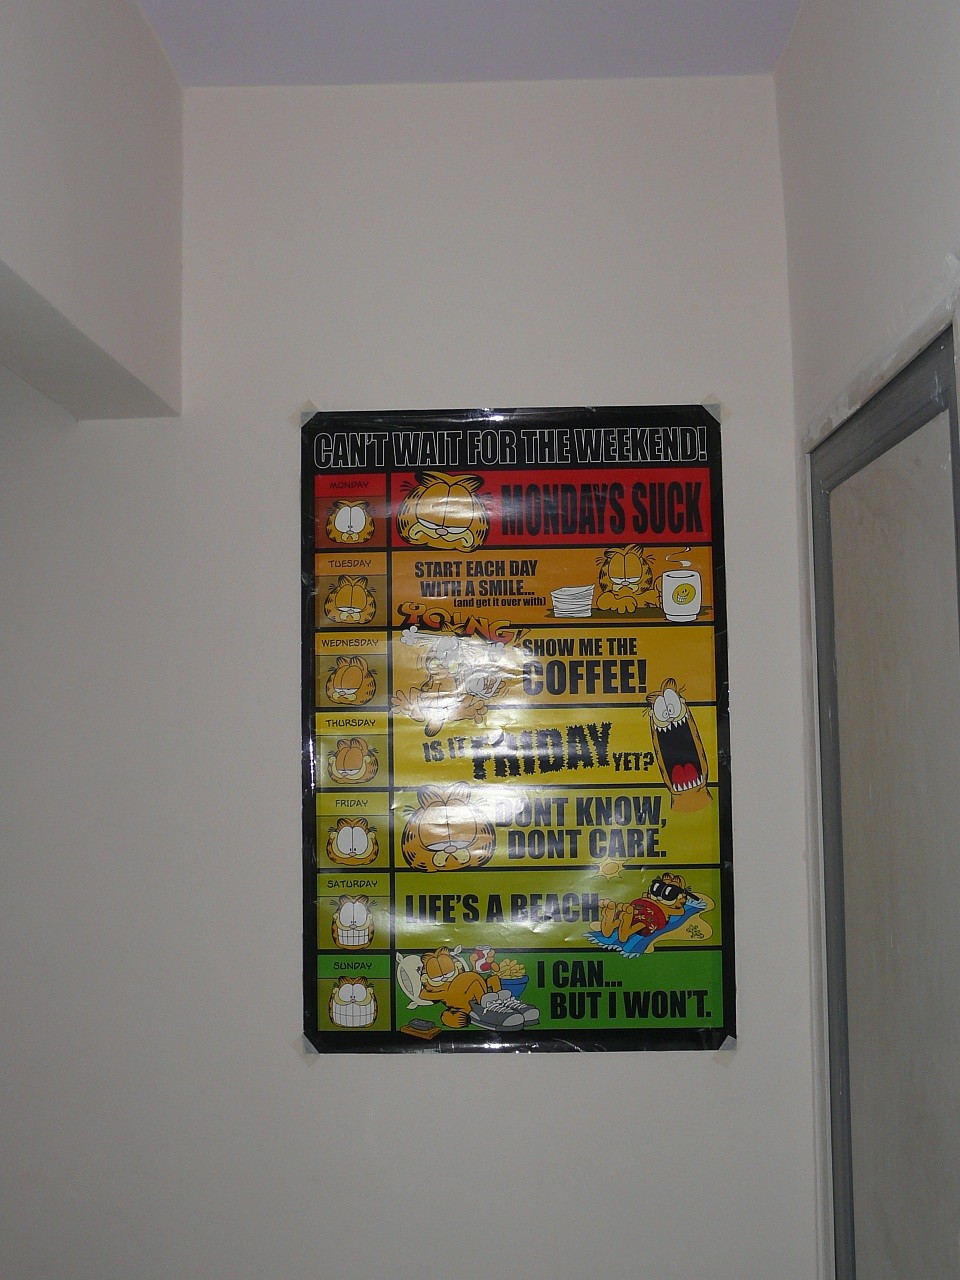 CAN'T WAIT FOR THE WEEKEND!
MONDAY
MONDAYS SUCK
TUESDAY
START EACH DAY
WITH A SMILE...
(and get it over with)
WEDNESDAY
YOING!
SHOW ME THE
COFFEE!
THURSDAY
IS IT FRIDAY YET?
FRIDAY
DONT KNOW,
DONT CARE.
SATURDAY
LIFE'S A BEACH
SUNDAY
I CAN...
BUT I WON'T.